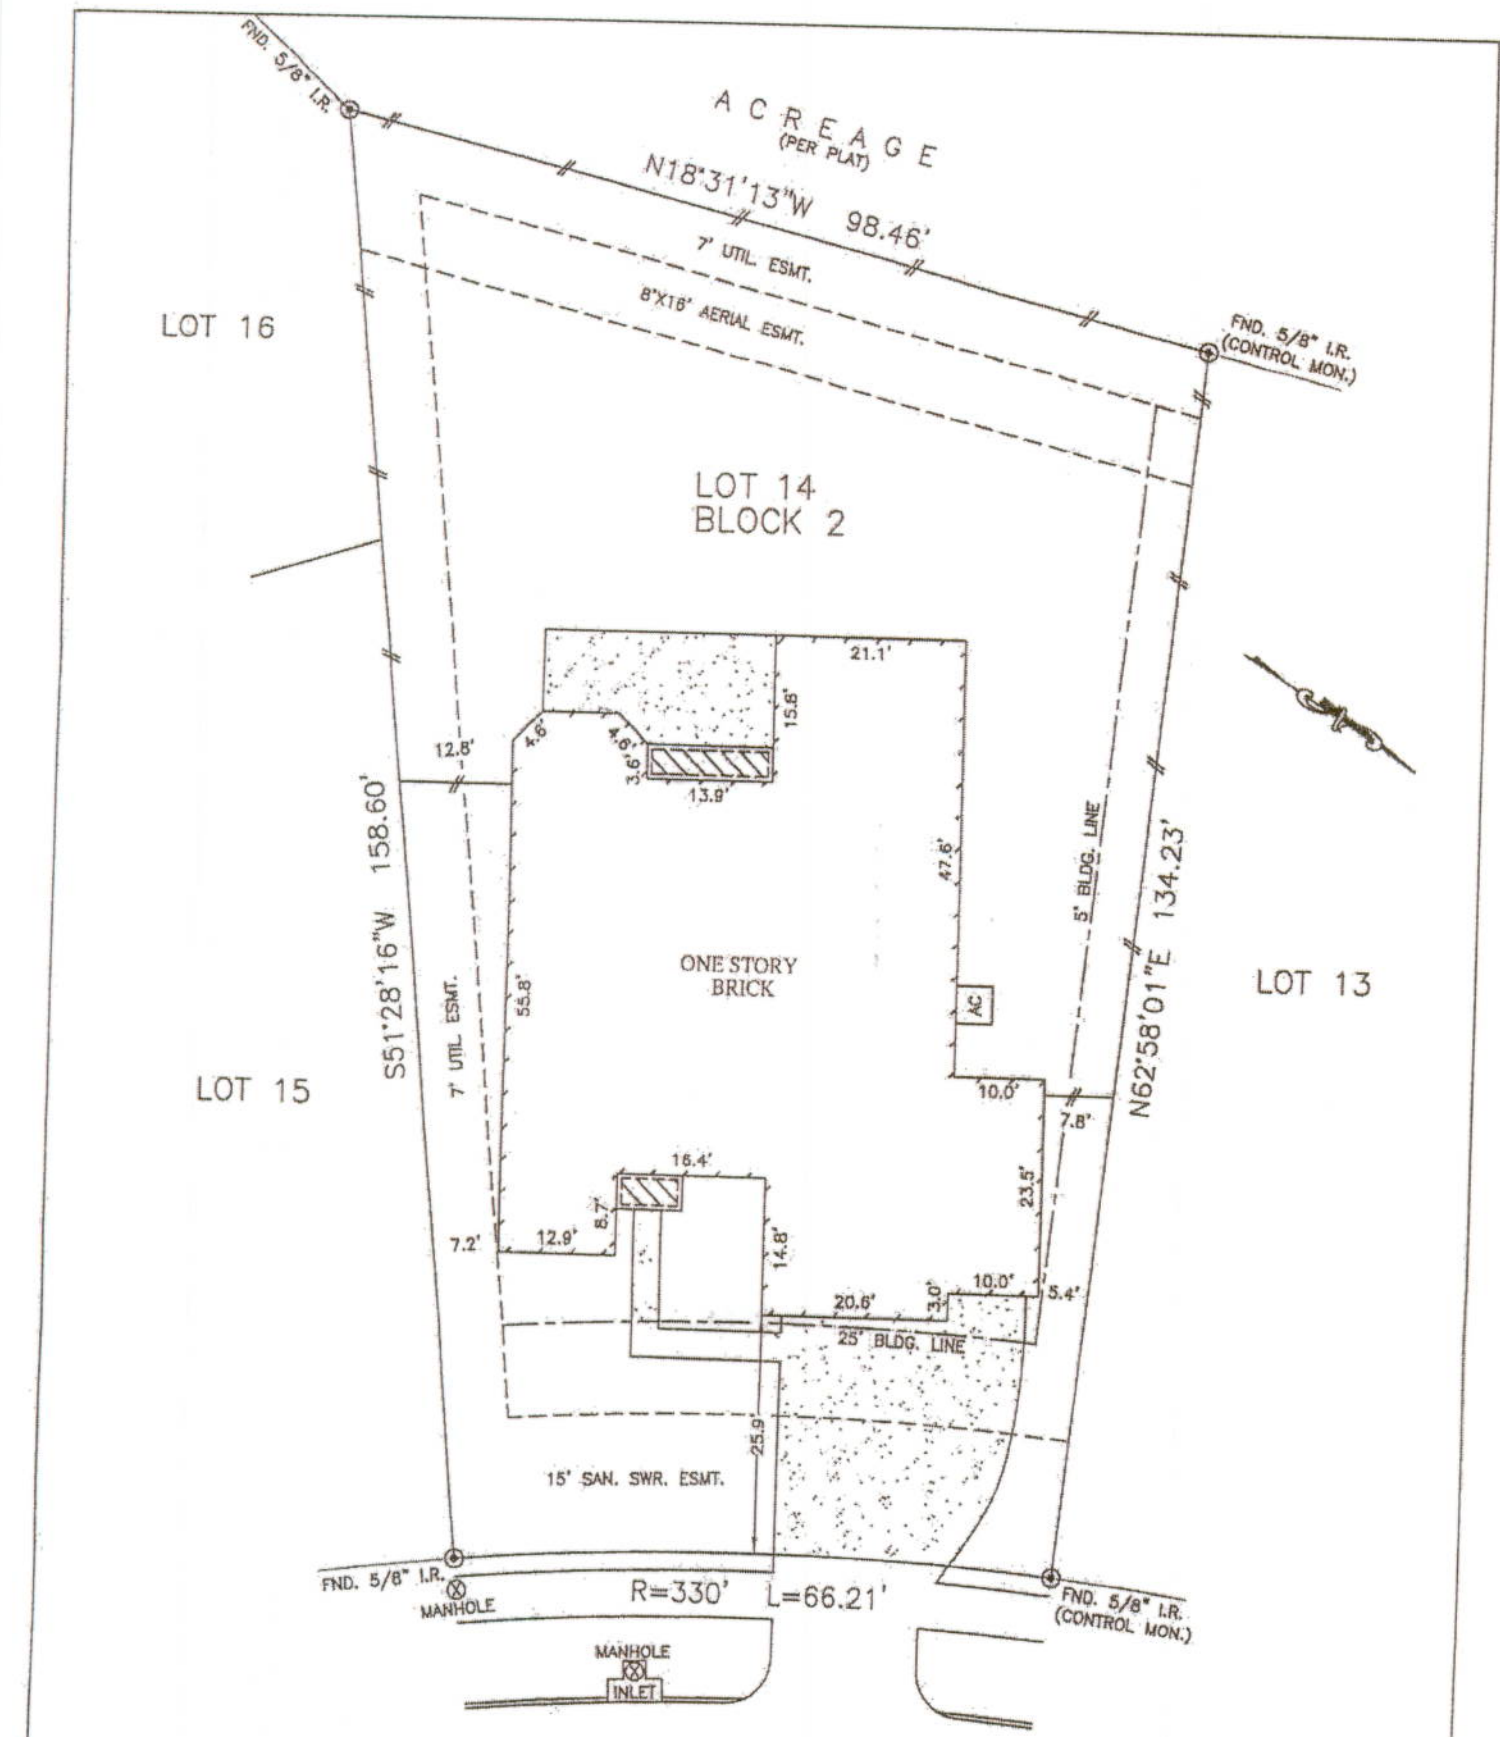 FND. 5/8" I.R.
ACREAGE
(PER PLAT)
N18°31'13"W 98.46'
7' UTIL. ESMT.
8'X16' AERIAL ESMT.
FND. 5/8" I.R.
(CONTROL MON.)
LOT 16
LOT 14
BLOCK 2
21.1'
15.8'
4.6'
4.6'
3.6'
13.9'
12.8'
S51°28'16"W 158.60'
7' UTIL. ESMT.
55.8'
47.6'
5' BLDG. LINE
N62°58'01"E 134.23'
ONE STORY
BRICK
AC
LOT 13
LOT 15
10.0'
7.8'
16.4'
8.7'
23.5'
7.2'
12.9'
14.8'
20.6'
3.0'
10.0'
5.4'
25' BLDG. LINE
25.9
15' SAN. SWR. ESMT.
FND. 5/8" I.R.
MANHOLE
R=330' L=66.21'
FND. 5/8" I.R.
(CONTROL MON.)
MANHOLE
INLET